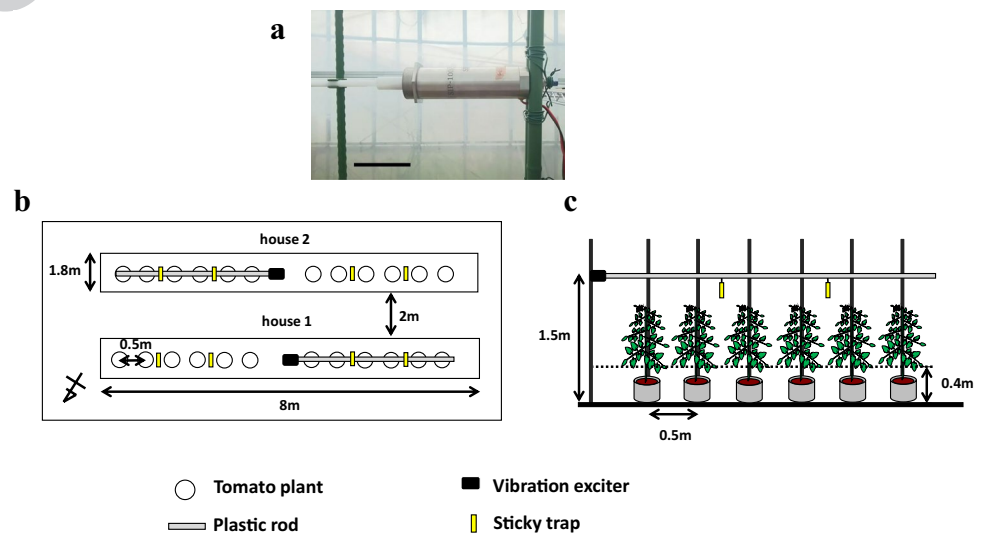 a
b
c
house 2
1.8m
2m
house 1
0.5m
8m
1.5m
0.4m
0.5m
Tomato plant
Vibration exciter
Plastic rod
Sticky trap